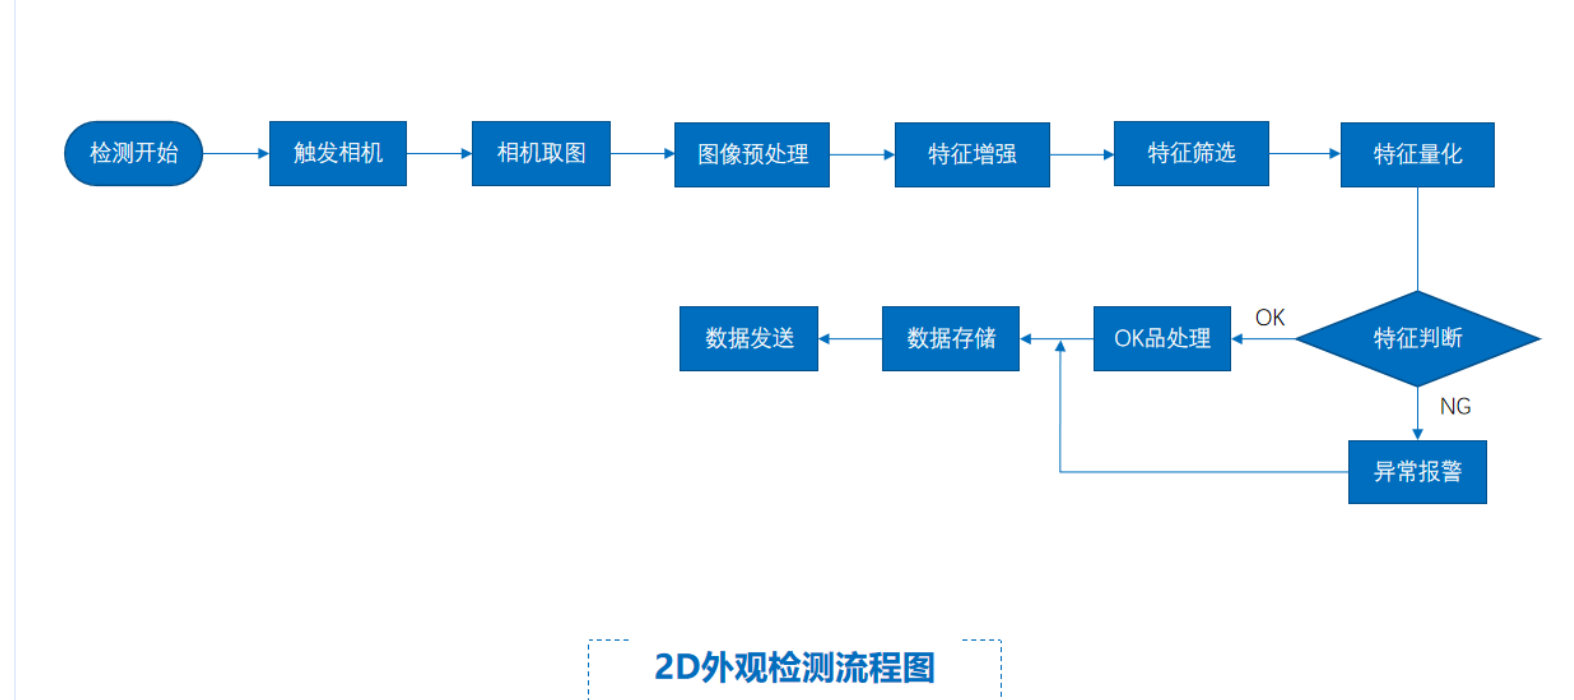 检测开始
触发相机
相机取图
图像预处理
特征增强
特征筛选
特征量化
特征判断
OK
OK品处理
数据存储
数据发送
NG
异常报警
2D外观检测流程图